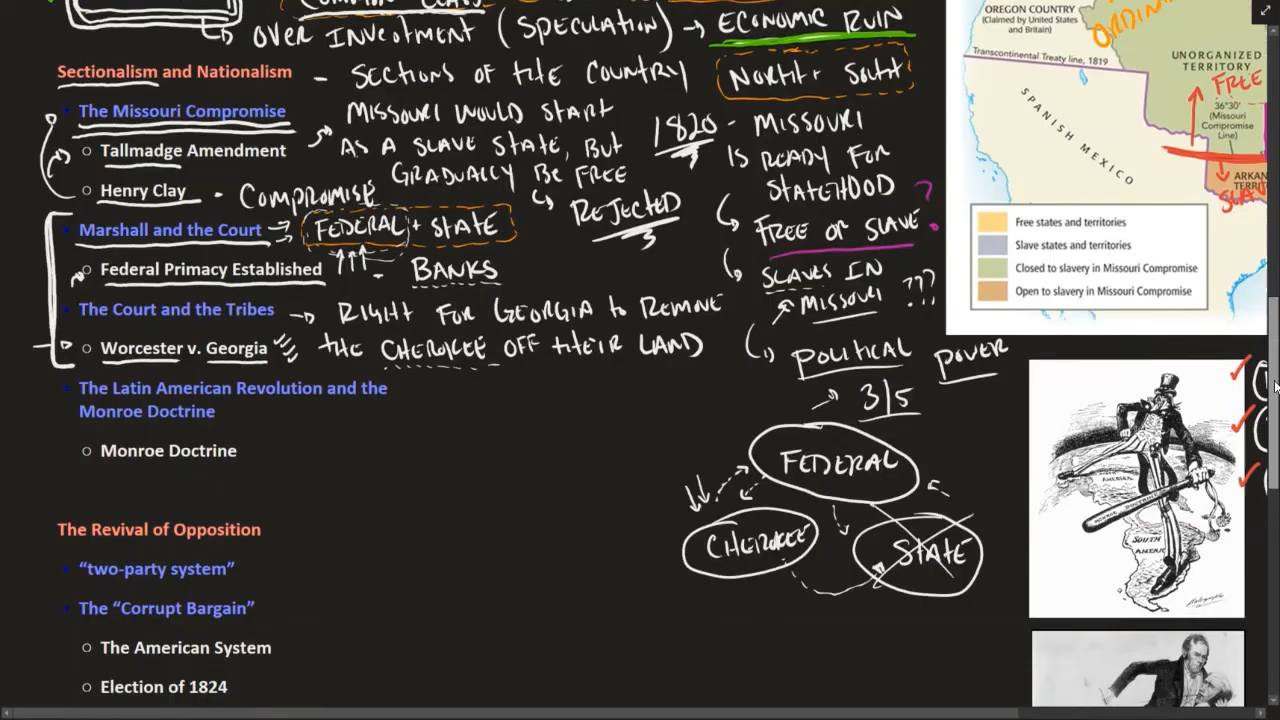 COMMON CLASS
OVER INVESTMENT (SPECULATION) → ECONOMIC RUIN
Sectionalism and Nationalism - SECTIONS OF THE COUNTRY NORTH + SOUTH
The Missouri Compromise
MISSOURI WOULD START
AS A SLAVE STATE, BUT
GRADUALLY BE FREE
REJECTED
Tallmadge Amendment
Henry Clay - COMPROMISE
1820 - MISSOURI
IS READY FOR
STATEHOOD
FREE OR SLAVE ?
SLAVES IN
MISSOURI ???
POLITICAL POWER
3/5
Marshall and the Court → FEDERAL + STATE
Federal Primacy Established - BANKS
The Court and the Tribes → RIGHT FOR GEORGIA TO REMOVE
Worcester v. Georgia THE CHEROKEE OFF THEIR LAND
The Latin American Revolution and the
Monroe Doctrine
Monroe Doctrine
FEDERAL
CHEROKEE
STATE
The Revival of Opposition
“two-party system”
The “Corrupt Bargain”
The American System
Election of 1824
OREGON COUNTRY
(Claimed by United States
and Britain)
Transcontinental Treaty line, 1819
UNORGANIZED
TERRITORY
FREE
36°30'
(Missouri
Compromise
Line)
SPANISH MEXICO
Free states and territories
Slave states and territories
Closed to slavery in Missouri Compromise
Open to slavery in Missouri Compromise
SOUTH
AMERICA